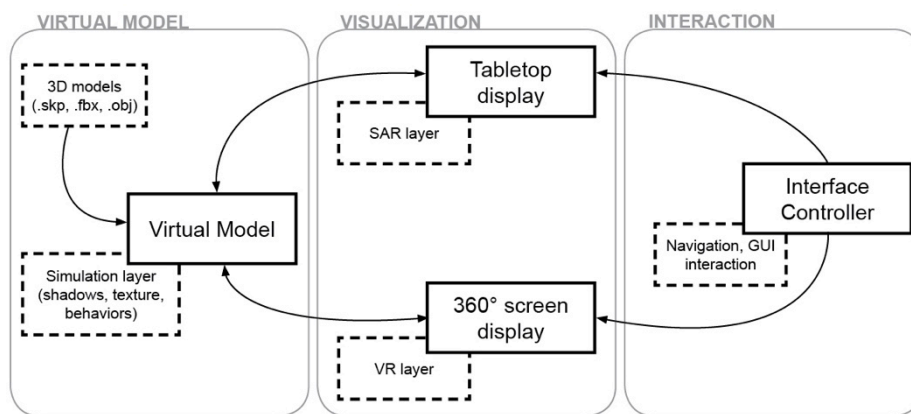 VIRTUAL MODEL
VISUALIZATION
INTERACTION
3D models
(.skp, .fbx, .obj)
Virtual Model
Simulation layer
(shadows, texture,
behaviors)
Tabletop
display
SAR layer
360° screen
display
VR layer
Interface
Controller
Navigation, GUI
interaction